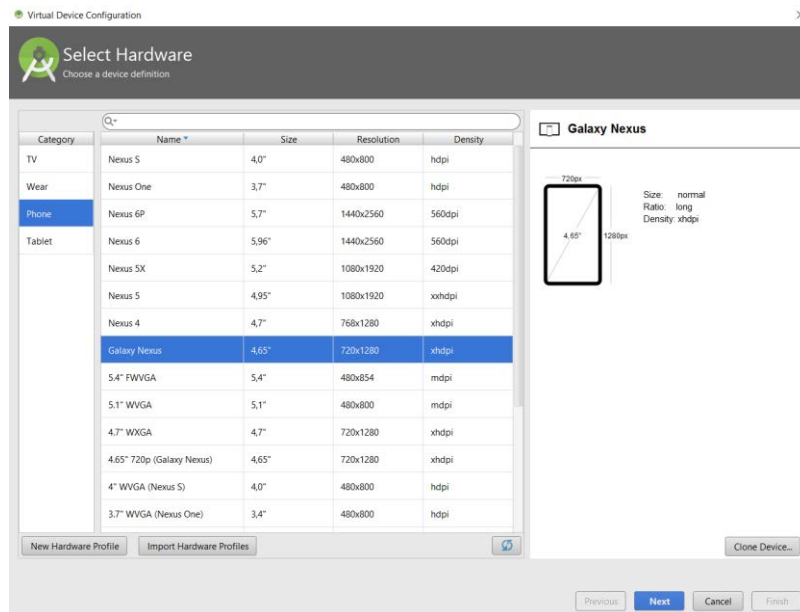 Virtual Device Configuration
Select Hardware
Choose a device definition
Category
TV
Wear
Phone
Tablet
Name Size Resolution Density
Nexus S 4,0" 480x800 hdpi
Nexus One 3,7" 480x800 hdpi
Nexus 6P 5,7" 1440x2560 560dpi
Nexus 6 5,96" 1440x2560 560dpi
Nexus 5X 5,2" 1080x1920 420dpi
Nexus 5 4,95" 1080x1920 xxhdpi
Nexus 4 4,7" 768x1280 xhdpi
Galaxy Nexus 4,65" 720x1280 xhdpi
5.4" FWVGA 5,4" 480x854 mdpi
5.1" WVGA 5,1" 480x800 mdpi
4.7" WXGA 4,7" 720x1280 xhdpi
4.65" 720p (Galaxy Nexus) 4,65" 720x1280 xhdpi
4" WVGA (Nexus S) 4,0" 480x800 hdpi
3.7" WVGA (Nexus One) 3,4" 480x800 hdpi
New Hardware Profile Import Hardware Profiles
Galaxy Nexus
720px
4,65"
1280px
Size: normal
Ratio: long
Density: xhdpi
Clone Device...
Previous Next Cancel Finish